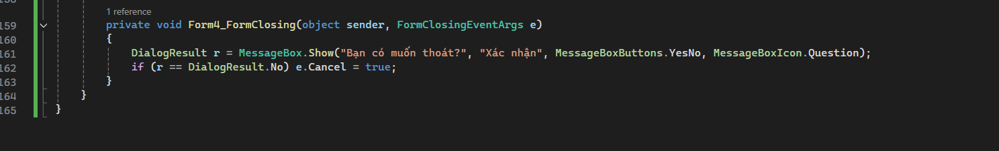 1 reference
159 private void Form4_FormClosing(object sender, FormClosingEventArgs e)
160 {
161 DialogResult r = MessageBox.Show("Bạn có muốn thoát?", "Xác nhận", MessageBoxButtons.YesNo, MessageBoxIcon.Question);
162 if (r == DialogResult.No) e.Cancel = true;
163 }
164 }
165 }